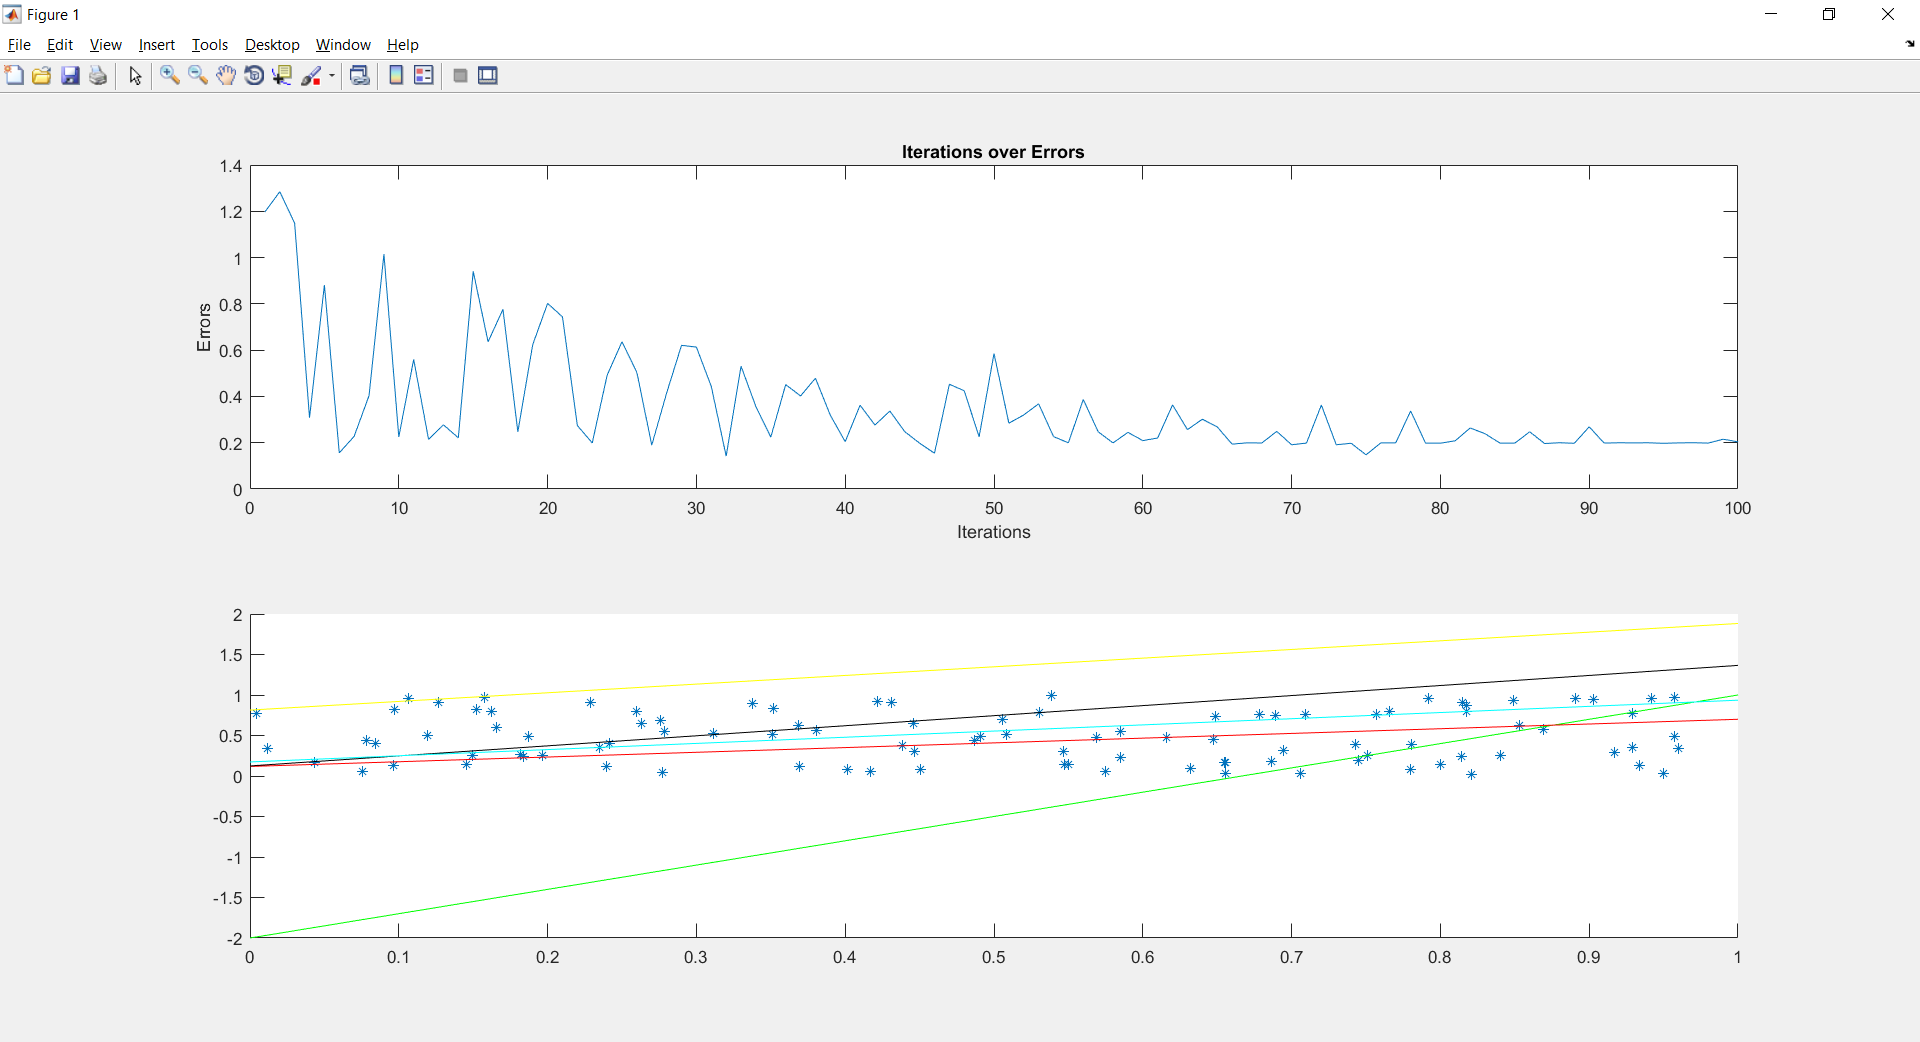 Figure 1
File Edit View Insert Tools Desktop Window Help
Iterations over Errors
1.4
1.2
1
0.8
0.6
0.4
0.2
0
Errors
0 10 20 30 40 50 60 70 80 90 100
Iterations
2
1.5
1
0.5
0
-0.5
-1
-1.5
-2
0 0.1 0.2 0.3 0.4 0.5 0.6 0.7 0.8 0.9 1